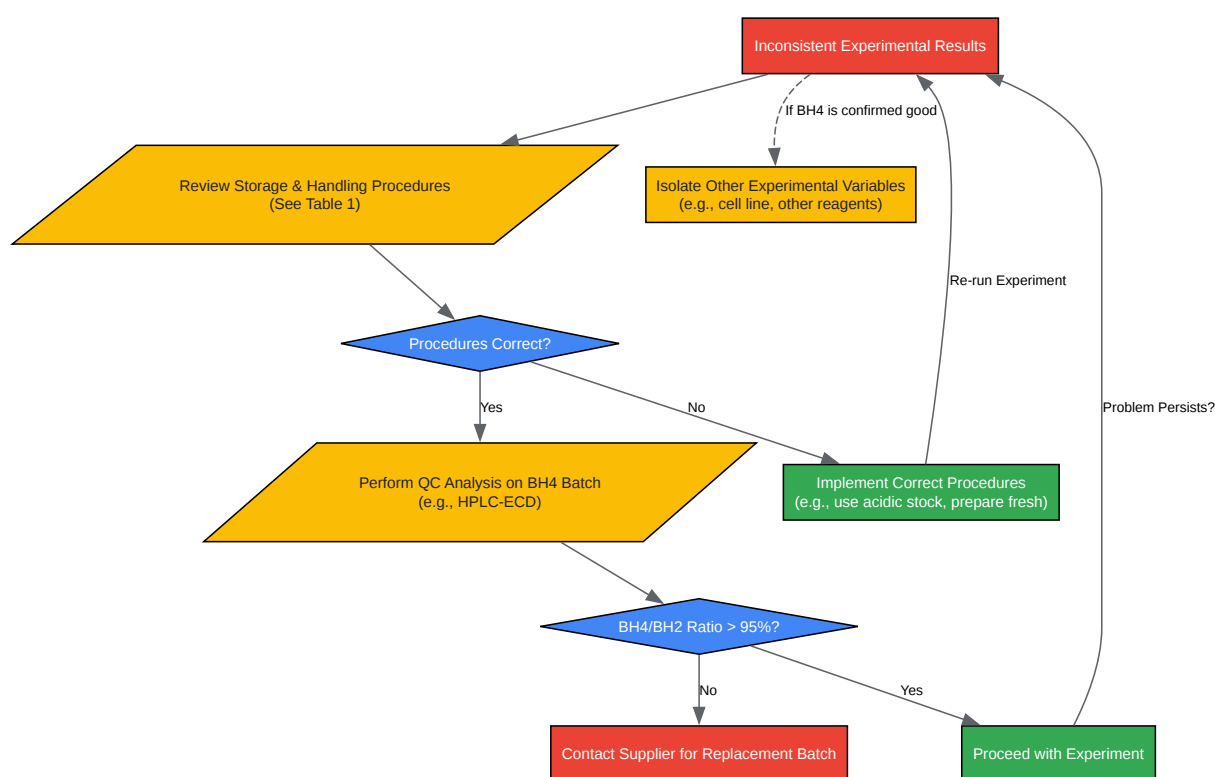 Inconsistent Experimental Results
If BH4 is confirmed good
Review Storage & Handling Procedures
(See Table 1)
Isolate Other Experimental Variables
(e.g., cell line, other reagents)
Re-run Experiment
Procedures Correct?
Yes
No
Problem Persists?
Perform QC Analysis on BH4 Batch
(e.g., HPLC-ECD)
Implement Correct Procedures
(e.g., use acidic stock, prepare fresh)
BH4/BH2 Ratio > 95%?
No
Yes
Contact Supplier for Replacement Batch
Proceed with Experiment